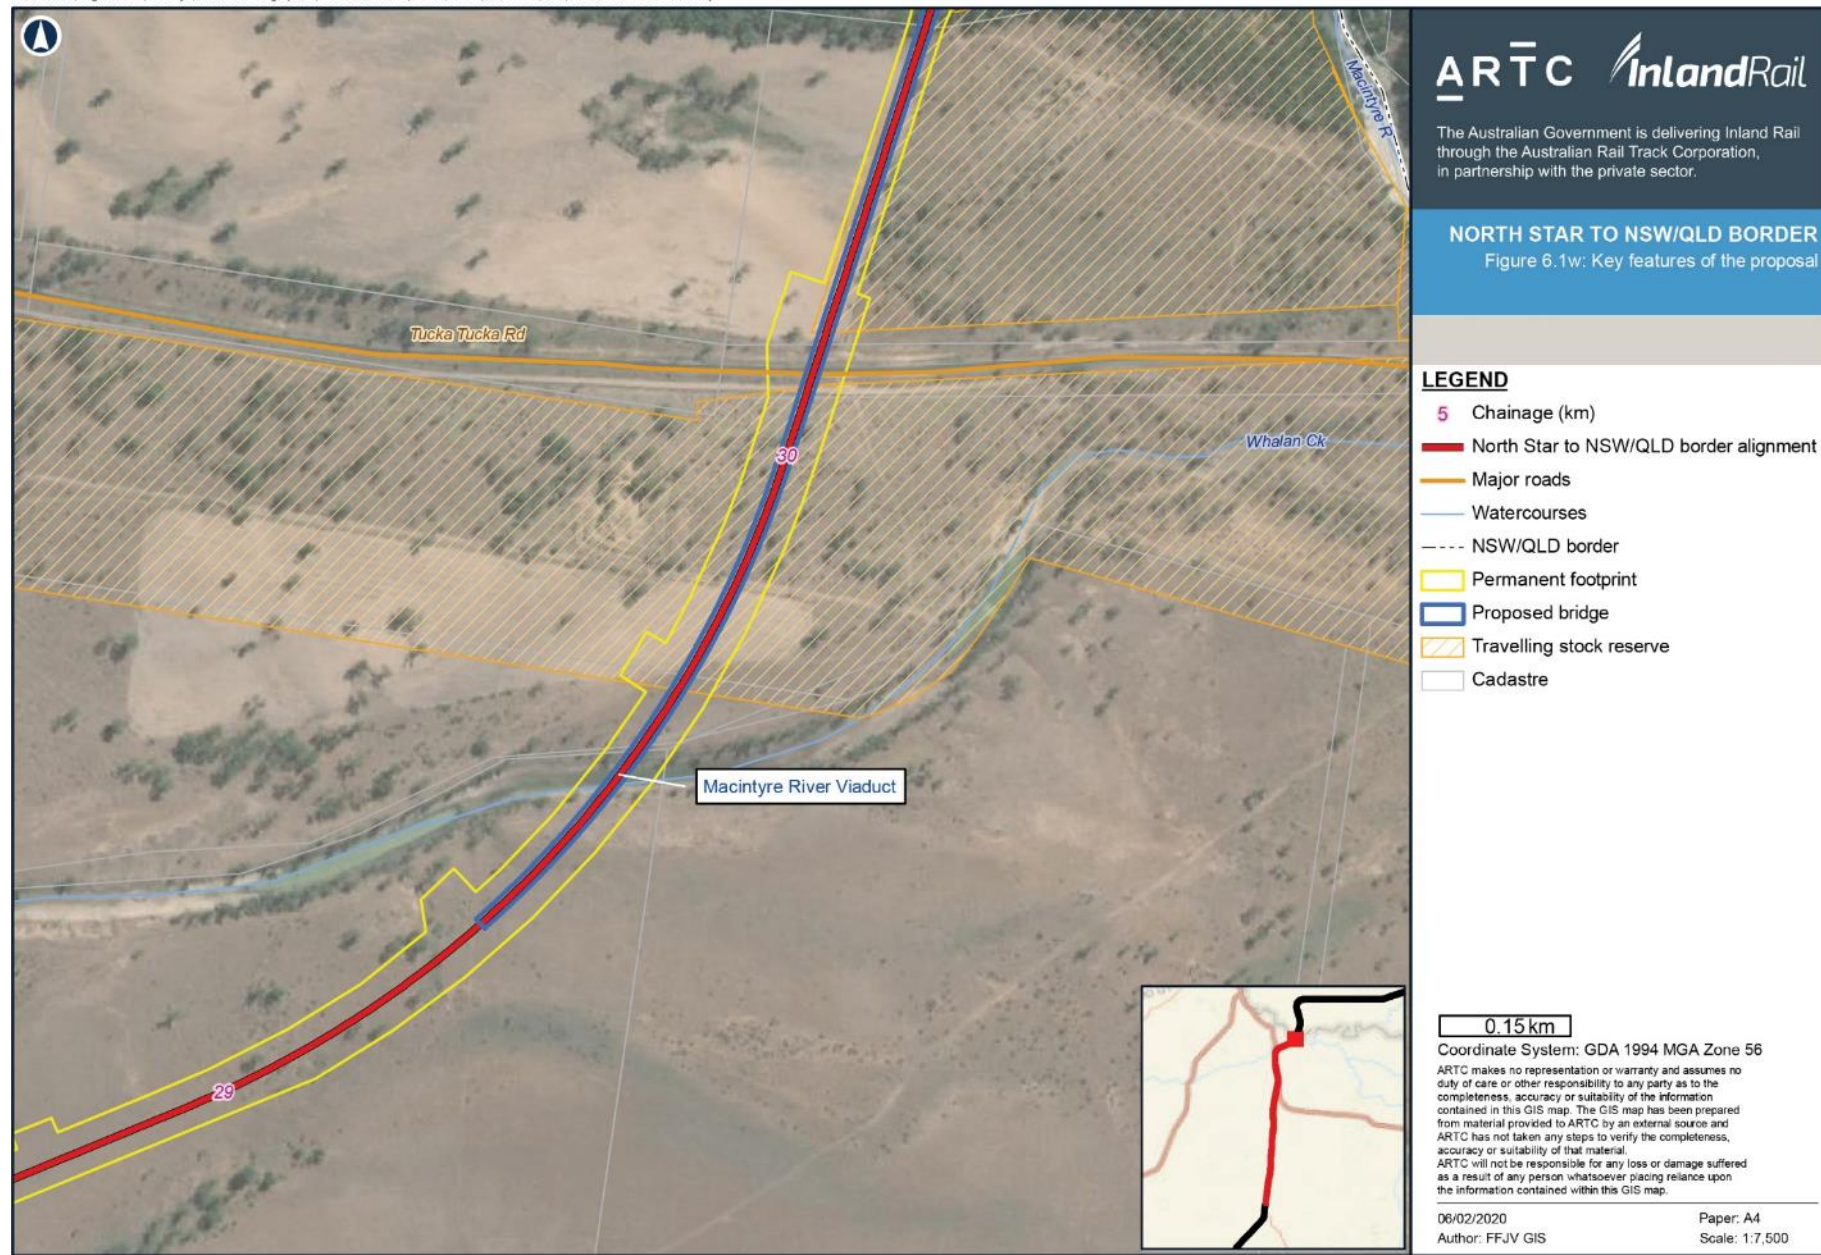 ARTC InlandRail
The Australian Government is delivering Inland Rail
through the Australian Rail Track Corporation,
in partnership with the private sector.
NORTH STAR TO NSW/QLD BORDER
Figure 6.1w: Key features of the proposal
Macintyre R
Tucka Tucka Rd
Whalan Ck
30
Macintyre River Viaduct
29
LEGEND
5 Chainage (km)
North Star to NSW/QLD border alignment
Major roads
Watercourses
NSW/QLD border
Permanent footprint
Proposed bridge
Travelling stock reserve
Cadastre
0.15 km
Coordinate System: GDA 1994 MGA Zone 56
ARTC makes no representation or warranty and assumes no
duty of care or other responsibility to any party as to the
completeness, accuracy or suitability of the information
contained in this GIS map. The GIS map has been prepared
from material provided to ARTC by an external source and
ARTC has not taken any steps to verify the completeness,
accuracy or suitability of that material.
ARTC will not be responsible for any loss or damage suffered
as a result of any person whatsoever placing reliance upon
the information contained within this GIS map.
06/02/2020 Paper: A4
Author: FFJV GIS Scale: 1:7,500